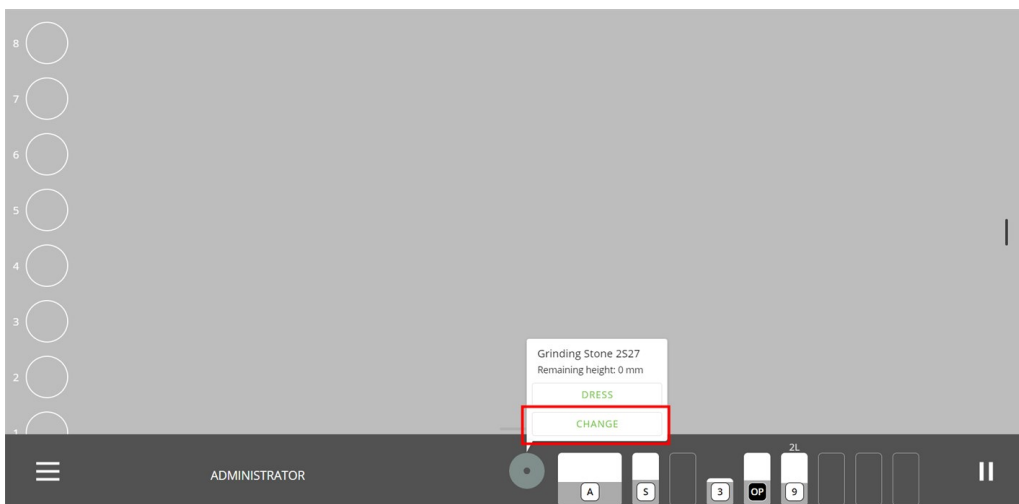 8
7
6
5
4
3
2
1
Grinding Stone 2S27
Remaining height: 0 mm
DRESS
CHANGE
ADMINISTRATOR
2L
A S 3 OP 9